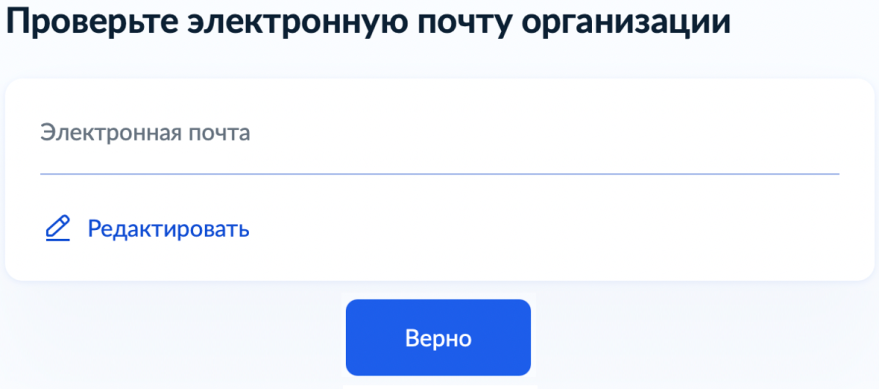 Проверьте электронную почту организации
Электронная почта
Редактировать
Верно